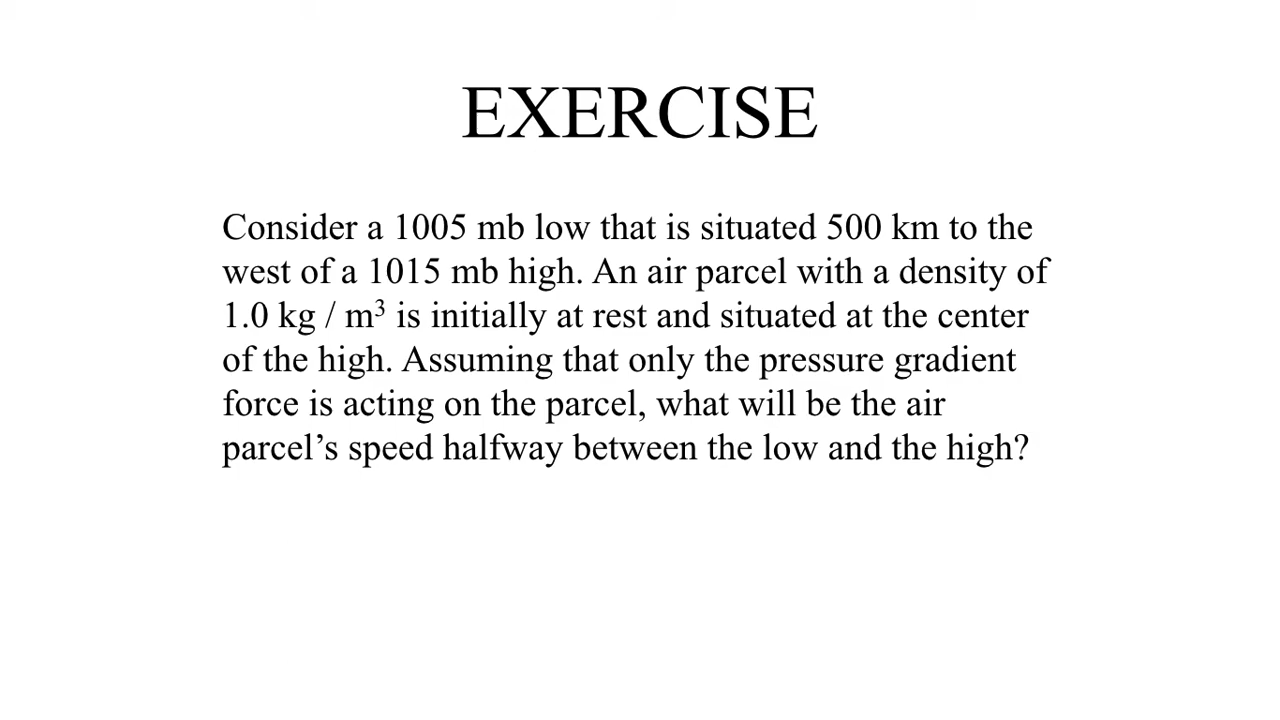 EXERCISE
Consider a 1005 mb low that is situated 500 km to the
west of a 1015 mb high. An air parcel with a density of
1.0 kg / m³ is initially at rest and situated at the center
of the high. Assuming that only the pressure gradient
force is acting on the parcel, what will be the air
parcel’s speed halfway between the low and the high?